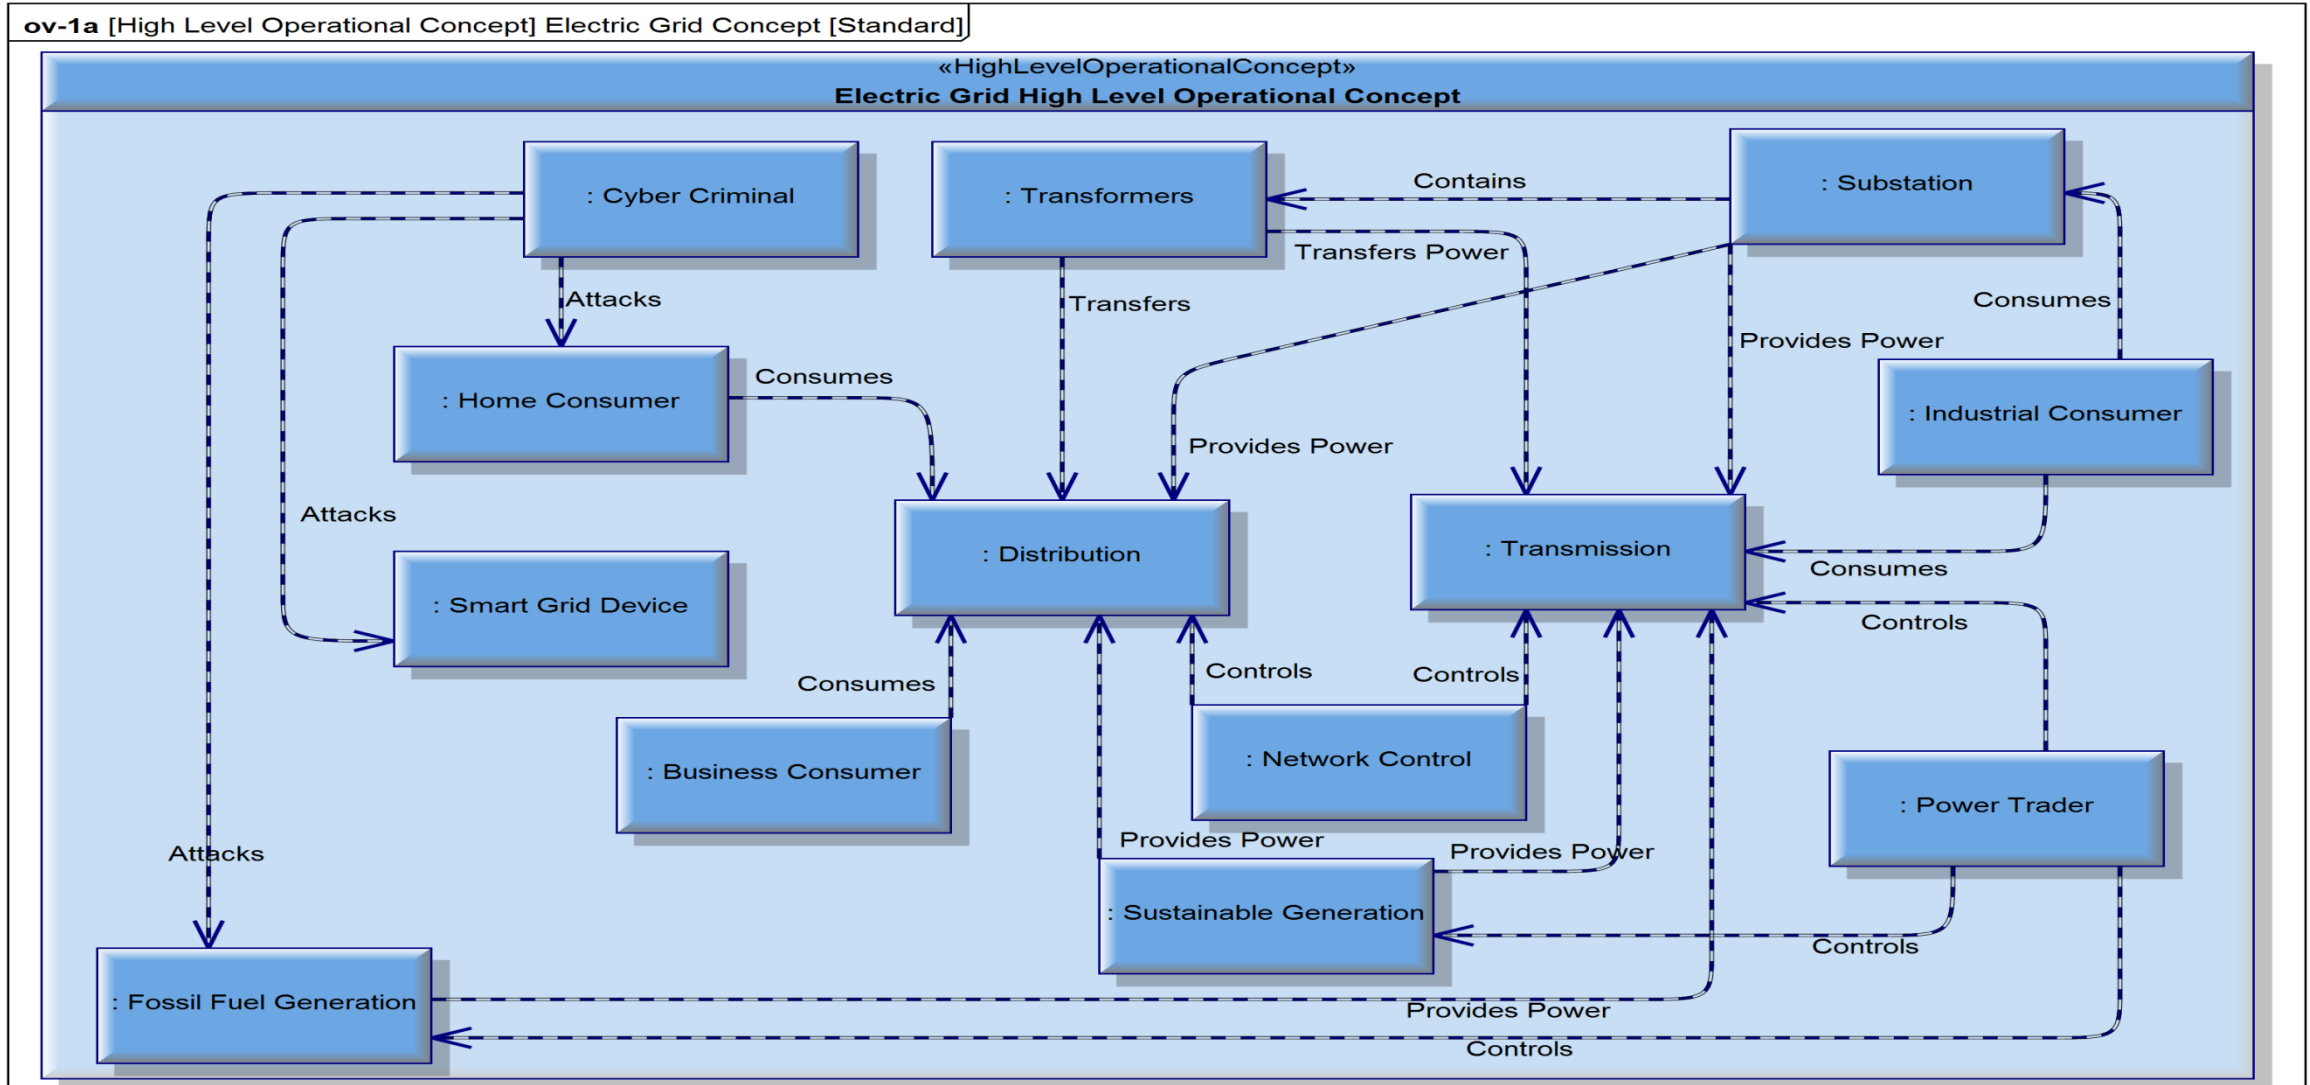 ov-1a [High Level Operational Concept] Electric Grid Concept [Standard]
«HighLevelOperationalConcept»
Electric Grid High Level Operational Concept
: Cyber Criminal
: Transformers
Contains
: Substation
Transfers Power
Attacks
Transfers
Consumes
Provides Power
Consumes
: Home Consumer
: Industrial Consumer
Provides Power
Attacks
: Distribution
: Transmission
Consumes
: Smart Grid Device
Controls
Consumes
Controls
Controls
: Business Consumer
: Network Control
: Power Trader
Attacks
Provides Power
Provides Power
: Sustainable Generation
Controls
: Fossil Fuel Generation
Provides Power
Controls